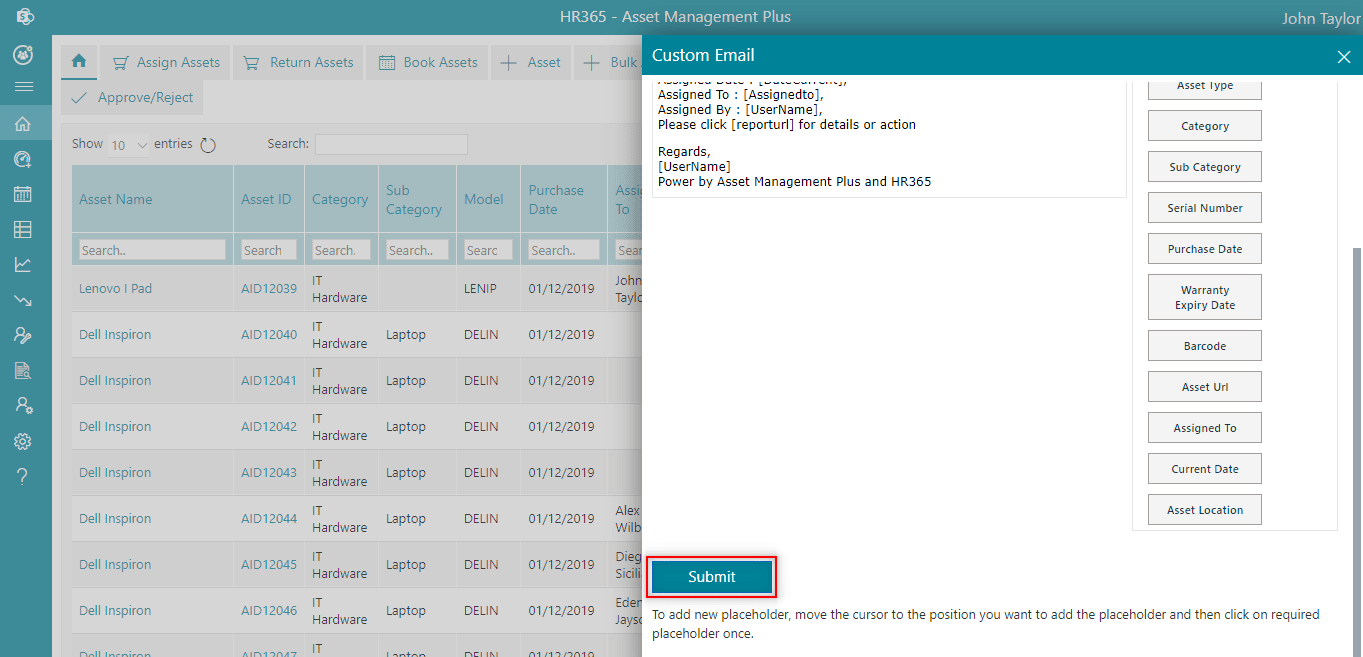 HR365 - Asset Management Plus
John Taylor
Assign Assets
Return Assets
Book Assets
Asset
Bulk
Approve/Reject
Show 10 entries
Search:
Asset Name
Asset ID
Category
Sub
Category
Model
Purchase
Date
To
Search..
Search
Search.
Search..
Searc
Search..
Sear
Lenovo I Pad
AID12039
IT
Hardware
LENIP
01/12/2019
John
Dell Inspiron
AID12040
IT
Hardware
Laptop
DELIN
01/12/2019
Dell Inspiron
AID12041
IT
Hardware
Laptop
DELIN
01/12/2019
Dell Inspiron
AID12042
IT
Hardware
Laptop
DELIN
01/12/2019
Dell Inspiron
AID12043
IT
Hardware
Laptop
DELIN
01/12/2019
Dell Inspiron
AID12044
IT
Hardware
Laptop
DELIN
01/12/2019
Alex
Wilb
Dell Inspiron
AID12045
IT
Hardware
Laptop
DELIN
01/12/2019
Dieg
Sicili
Dell Inspiron
AID12046
IT
Hardware
Laptop
DELIN
01/12/2019
Eden
Jayso
Dell Inspiron
AID12047
IT
Laptop
DELIN
01/12/2019
Custom Email
Assigned Date : [DateCurrent],
Assigned To : [Assignedto],
Assigned By : [UserName],
Please click [reporturl] for details or action
Regards,
[UserName]
Power by Asset Management Plus and HR365
Asset Type
Category
Sub Category
Serial Number
Purchase Date
Warranty
Expiry Date
Barcode
Asset Url
Assigned To
Current Date
Asset Location
Submit
To add new placeholder, move the cursor to the position you want to add the placeholder and then click on required
placeholder once.